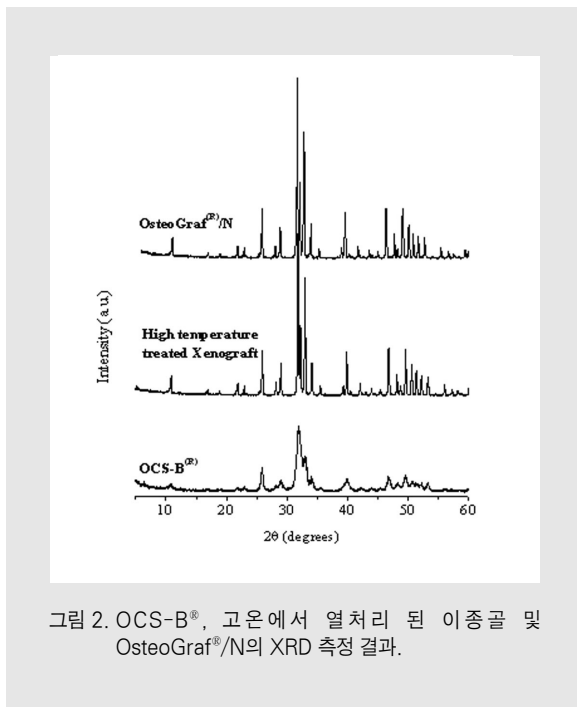 OsteoGraf(R)/N
High temperature
treated Xenograft
OCS-B(R)
Intensity(a.u)
10 20 30 40 50 60
2θ (degrees)
그림 2. OCS-B®, 고온에서 열처리 된 이종골 및
OsteoGraf®/N의 XRD 측정 결과.